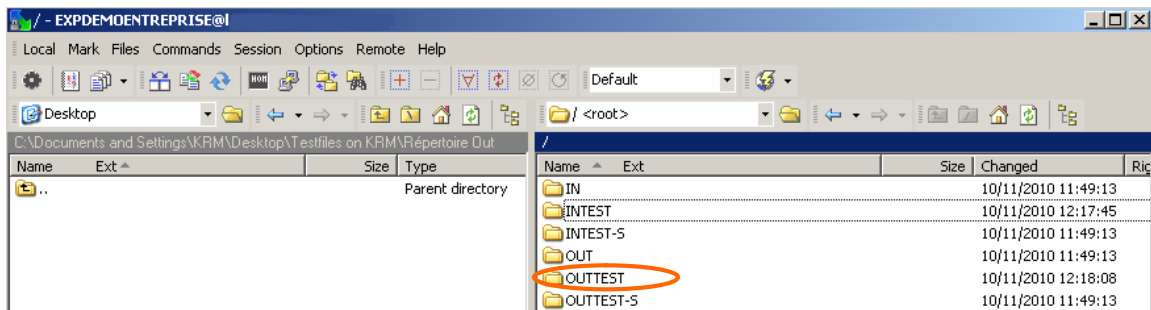 / - EXPDEMOENTREPRISE@l
Local Mark Files Commands Session Options Remote Help
Default
Desktop
/ <root>
C:\Documents and Settings\KRM\Desktop\Testfiles on KRM\Répertoire Out
/
Name Ext Size Type
Name Ext Size Changed Rig
.. Parent directory
IN 10/11/2010 11:49:13
INTEST 10/11/2010 12:17:45
INTEST-S 10/11/2010 11:49:13
OUT 10/11/2010 11:49:13
OUTTEST 10/11/2010 12:18:08
OUTTEST-S 10/11/2010 11:49:13